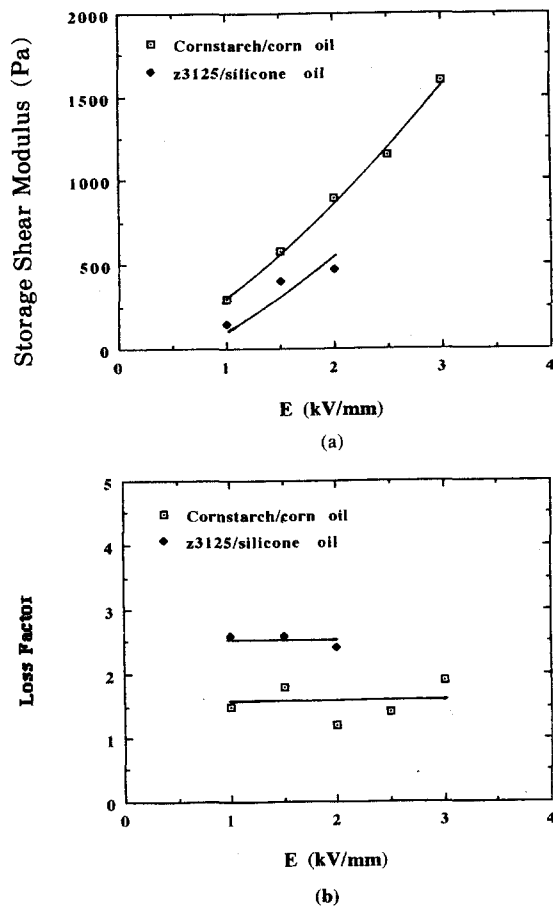 2000
Cornstarch/corn oil
z3125/silicone oil
1500
1000
500
0
0 1 2 3 4
Storage Shear Modulus (Pa)
E (kV/mm)
(a)
5
Cornstarch/corn oil
z3125/silicone oil
4
3
2
1
0
0 1 2 3 4
Loss Factor
E (kV/mm)
(b)